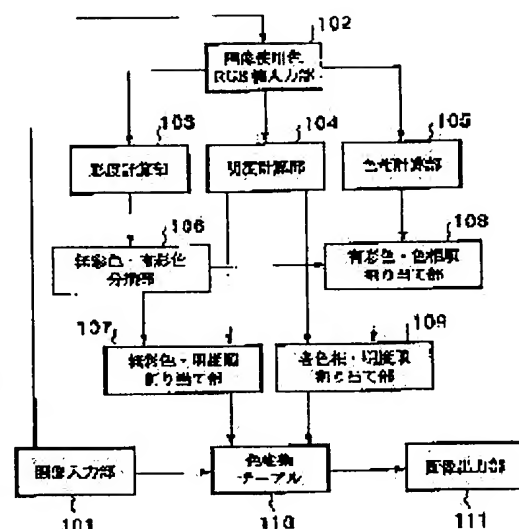 102
画像使用色
RGB値入力部
103
104
105
彩度計算部
明度計算部
色相計算部
106
108
無彩色・有彩色
分類部
有彩色・色相順
割り当て部
107
109
無彩色・明度順
割り当て部
各色相・明度順
割り当て部
画像入力部
色変換
テーブル
画像出力部
101
110
111